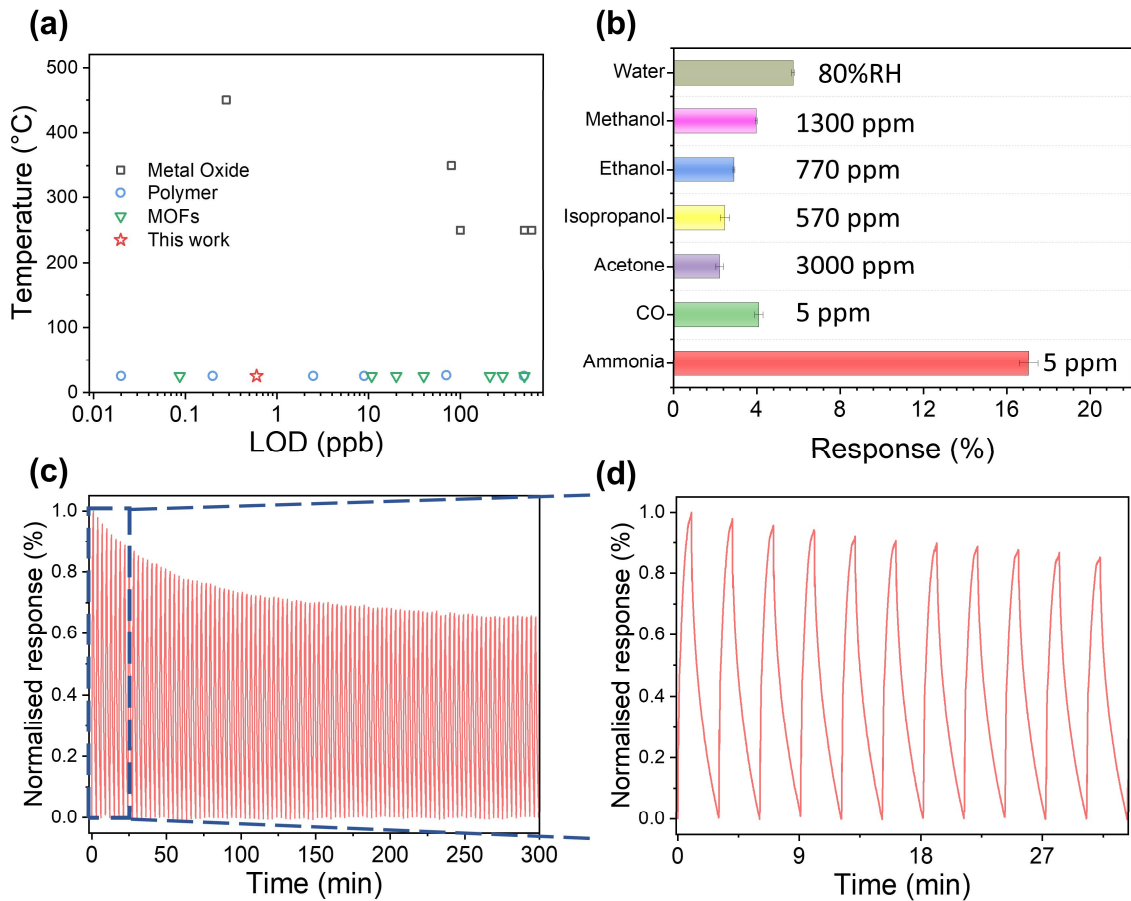 (a)
500
400
300
200
100
0
Temperature (°C)
Metal Oxide
Polymer
MOFs
This work
0.01 0.1 1 10 100
LOD (ppb)
(b)
Water 80%RH
Methanol 1300 ppm
Ethanol 770 ppm
Isopropanol 570 ppm
Acetone 3000 ppm
CO 5 ppm
Ammonia 5 ppm
0 4 8 12 16 20
Response (%)
(c)
1.0
0.8
0.6
0.4
0.2
0.0
Normalised response (%)
0 50 100 150 200 250 300
Time (min)
(d)
1.0
0.8
0.6
0.4
0.2
0.0
Normalised response (%)
0 9 18 27
Time (min)